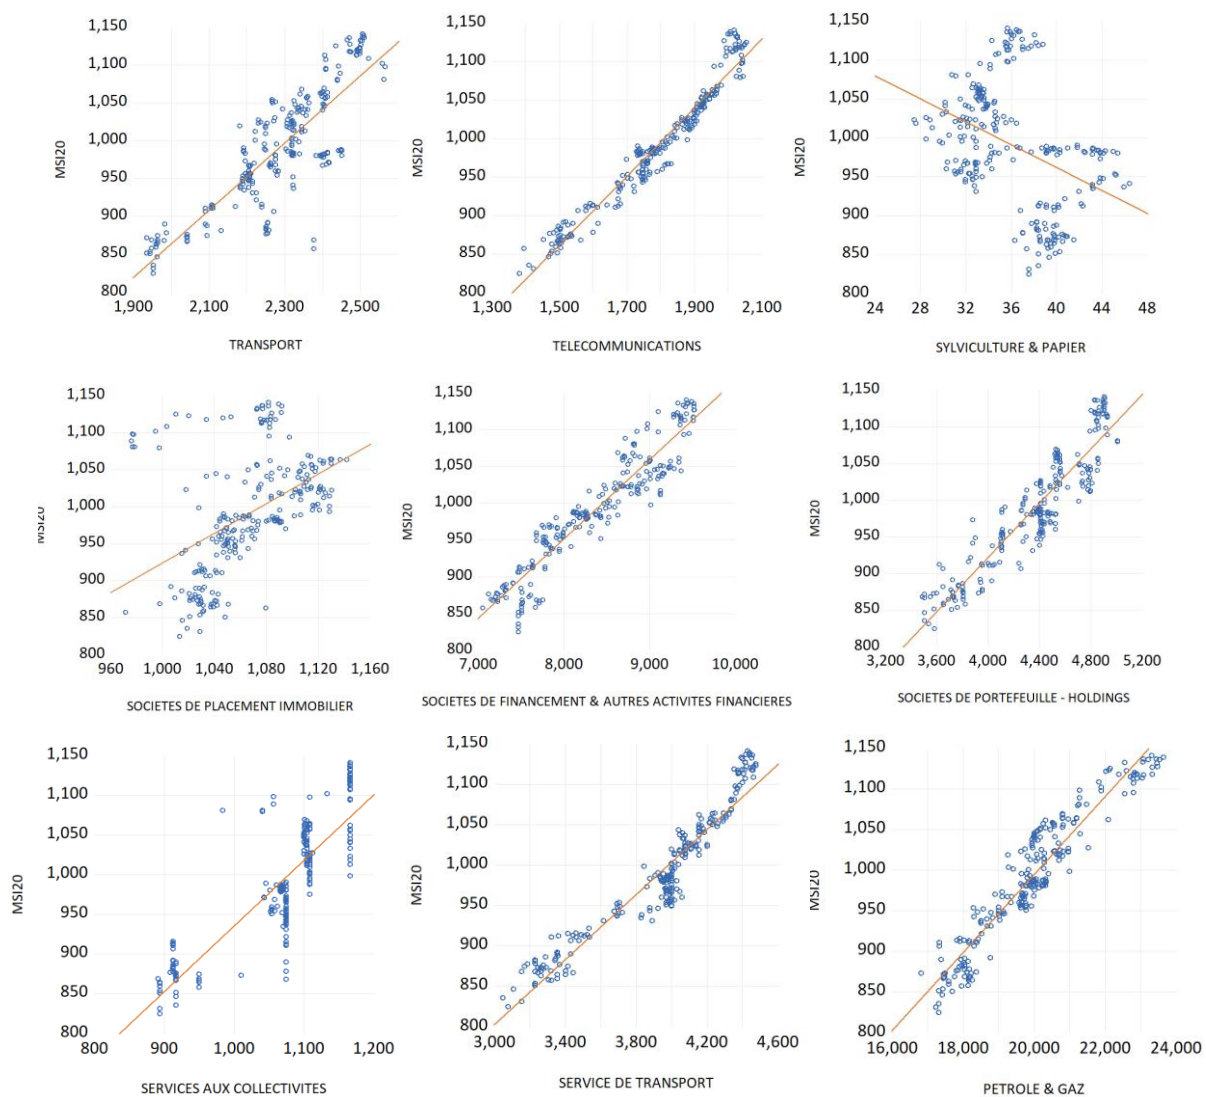 1,150
1,100
1,050
1,000
950
900
850
800
MSI20
1,900 2,100 2,300 2,500
TRANSPORT
1,150
1,100
1,050
1,000
950
900
850
800
MSI20
1,300 1,500 1,700 1,900 2,100
TELECOMMUNICATIONS
1,150
1,100
1,050
1,000
950
900
850
800
MSI20
24 28 32 36 40 44 48
SYLVICULTURE & PAPIER
1,150
1,100
1,050
1,000
950
900
850
800
MSI20
960 1,000 1,040 1,080 1,120 1,160
SOCIETES DE PLACEMENT IMMOBILIER
1,150
1,100
1,050
1,000
950
900
850
800
MSI20
7,000 8,000 9,000 10,000
SOCIETES DE FINANCEMENT & AUTRES ACTIVITES FINANCIERES
1,150
1,100
1,050
1,000
950
900
850
800
MSI20
3,200 3,600 4,000 4,400 4,800 5,200
SOCIETES DE PORTEFEUILLE - HOLDINGS
1,150
1,100
1,050
1,000
950
900
850
800
MSI20
800 900 1,000 1,100 1,200
SERVICES AUX COLLECTIVITES
1,150
1,100
1,050
1,000
950
900
850
800
MSI20
3,000 3,400 3,800 4,200 4,600
SERVICE DE TRANSPORT
1,150
1,100
1,050
1,000
950
900
850
800
MSI20
16,000 18,000 20,000 22,000 24,000
PETROLE & GAZ